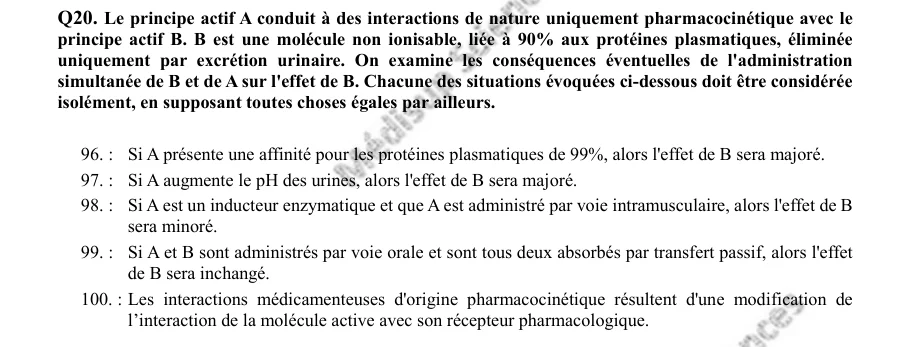 Q20. Le principe actif A conduit à des interactions de nature uniquement pharmacocinétique avec le
principe actif B. B est une molécule non ionisable, liée à 90% aux protéines plasmatiques, éliminée
uniquement par excrétion urinaire. On examine les conséquences éventuelles de l'administration
simultanée de B et de A sur l'effet de B. Chacune des situations évoquées ci-dessous doit être considérée
isolément, en supposant toutes choses égales par ailleurs.
96. : Si A présente une affinité pour les protéines plasmatiques de 99%, alors l'effet de B sera majoré.
97. : Si A augmente le pH des urines, alors l'effet de B sera majoré.
98. : Si A est un inducteur enzymatique et que A est administré par voie intramusculaire, alors l'effet de B
sera minoré.
99. : Si A et B sont administrés par voie orale et sont tous deux absorbés par transfert passif, alors l'effet
de B sera inchangé.
100. : Les interactions médicamenteuses d'origine pharmacocinétique résultent d'une modification de
l’interaction de la molécule active avec son récepteur pharmacologique.